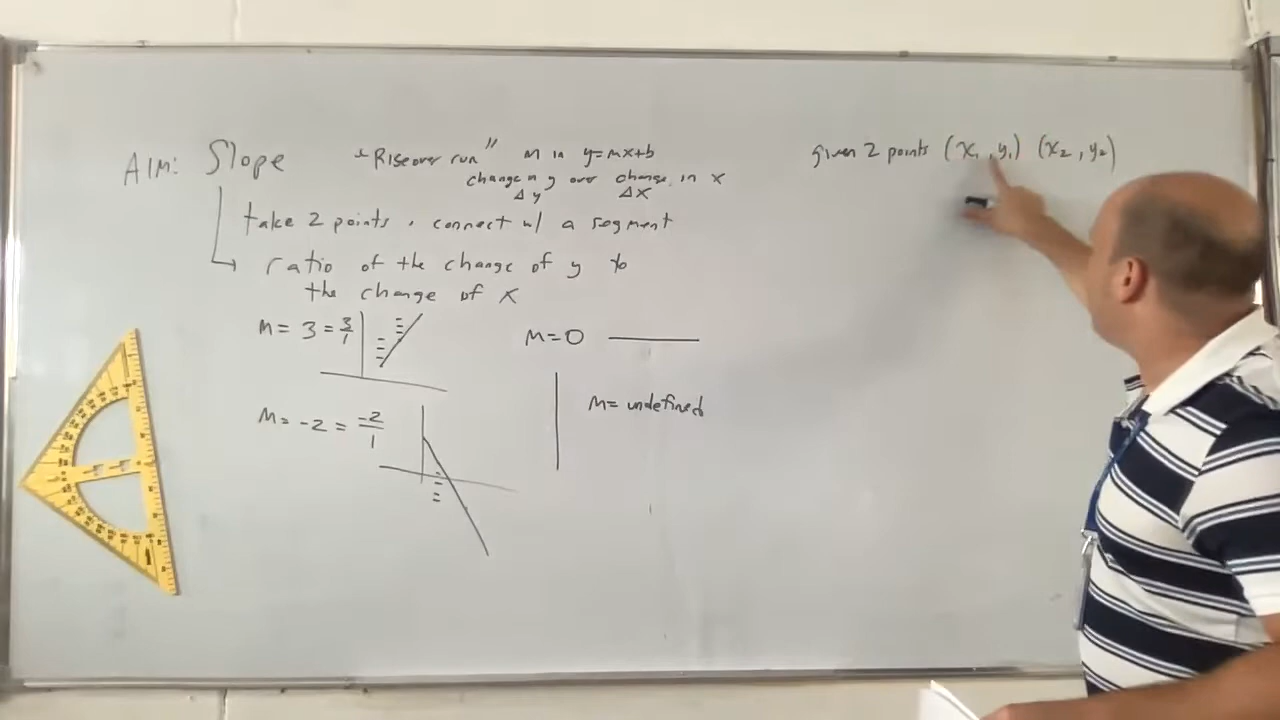 AIM: Slope "Rise over run" m in y=mx+b
change in y over change in x
Δy Δx
take 2 points, connect w/ a segment
ratio of the change of y to
the change of x
m = 3 = 3/1
m=0
m= undefined
m= -2 = -2/1
given 2 points (x₁, y₁) (x₂, y₂)